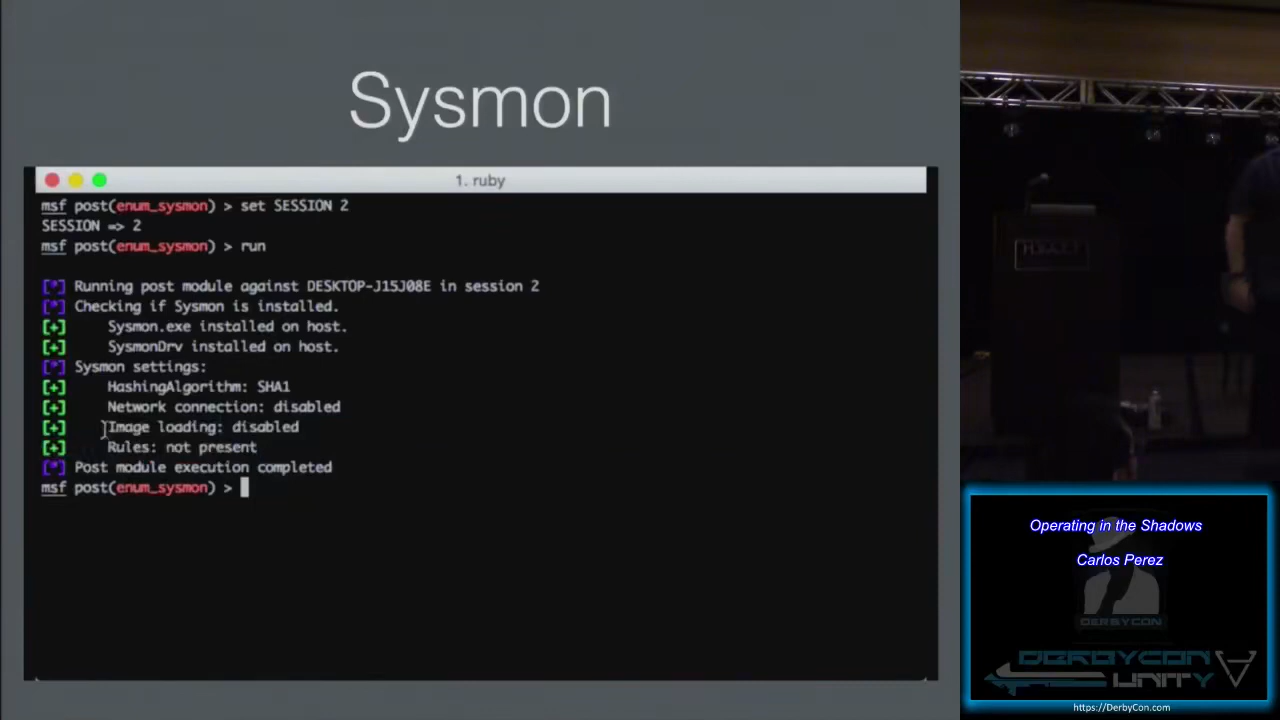 Sysmon
1. ruby
msf post(enum_sysmon) > set SESSION 2
SESSION => 2
msf post(enum_sysmon) > run
[*] Running post module against DESKTOP-J15J08E in session 2
[*] Checking if Sysmon is installed.
[+] Sysmon.exe installed on host.
[+] SysmonDrv installed on host.
[*] Sysmon settings:
[+] HashingAlgorithm: SHA1
[+] Network connection: disabled
[+] Image loading: disabled
[+] Rules: not present
[*] Post module execution completed
msf post(enum_sysmon) >
Operating in the Shadows
Carlos Perez
DERBYCON
DERBYCON
UNITY
https://DerbyCon.com